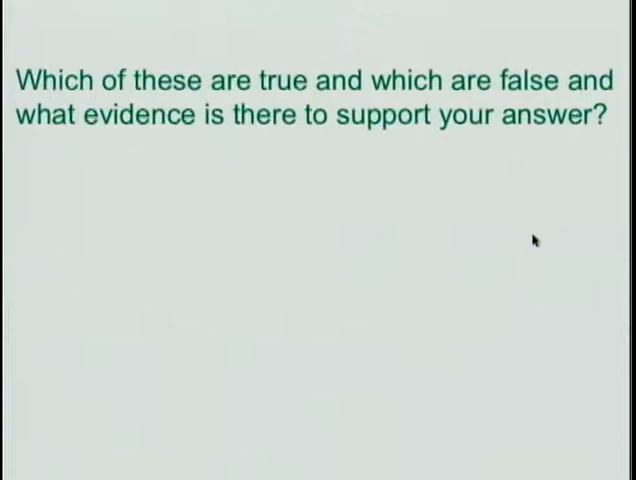 Which of these are true and which are false and
what evidence is there to support your answer?